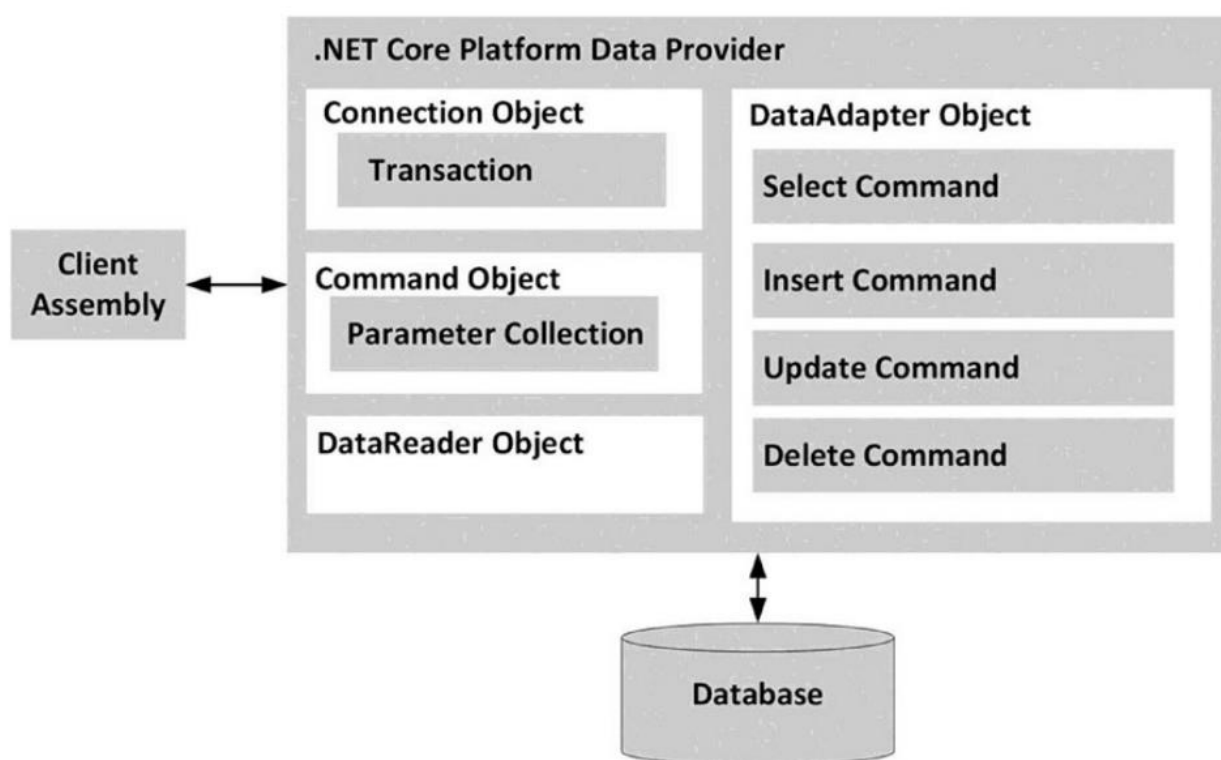 .NET Core Platform Data Provider
Connection Object
Transaction
Command Object
Parameter Collection
DataReader Object
DataAdapter Object
Select Command
Insert Command
Update Command
Delete Command
Client
Assembly
Database